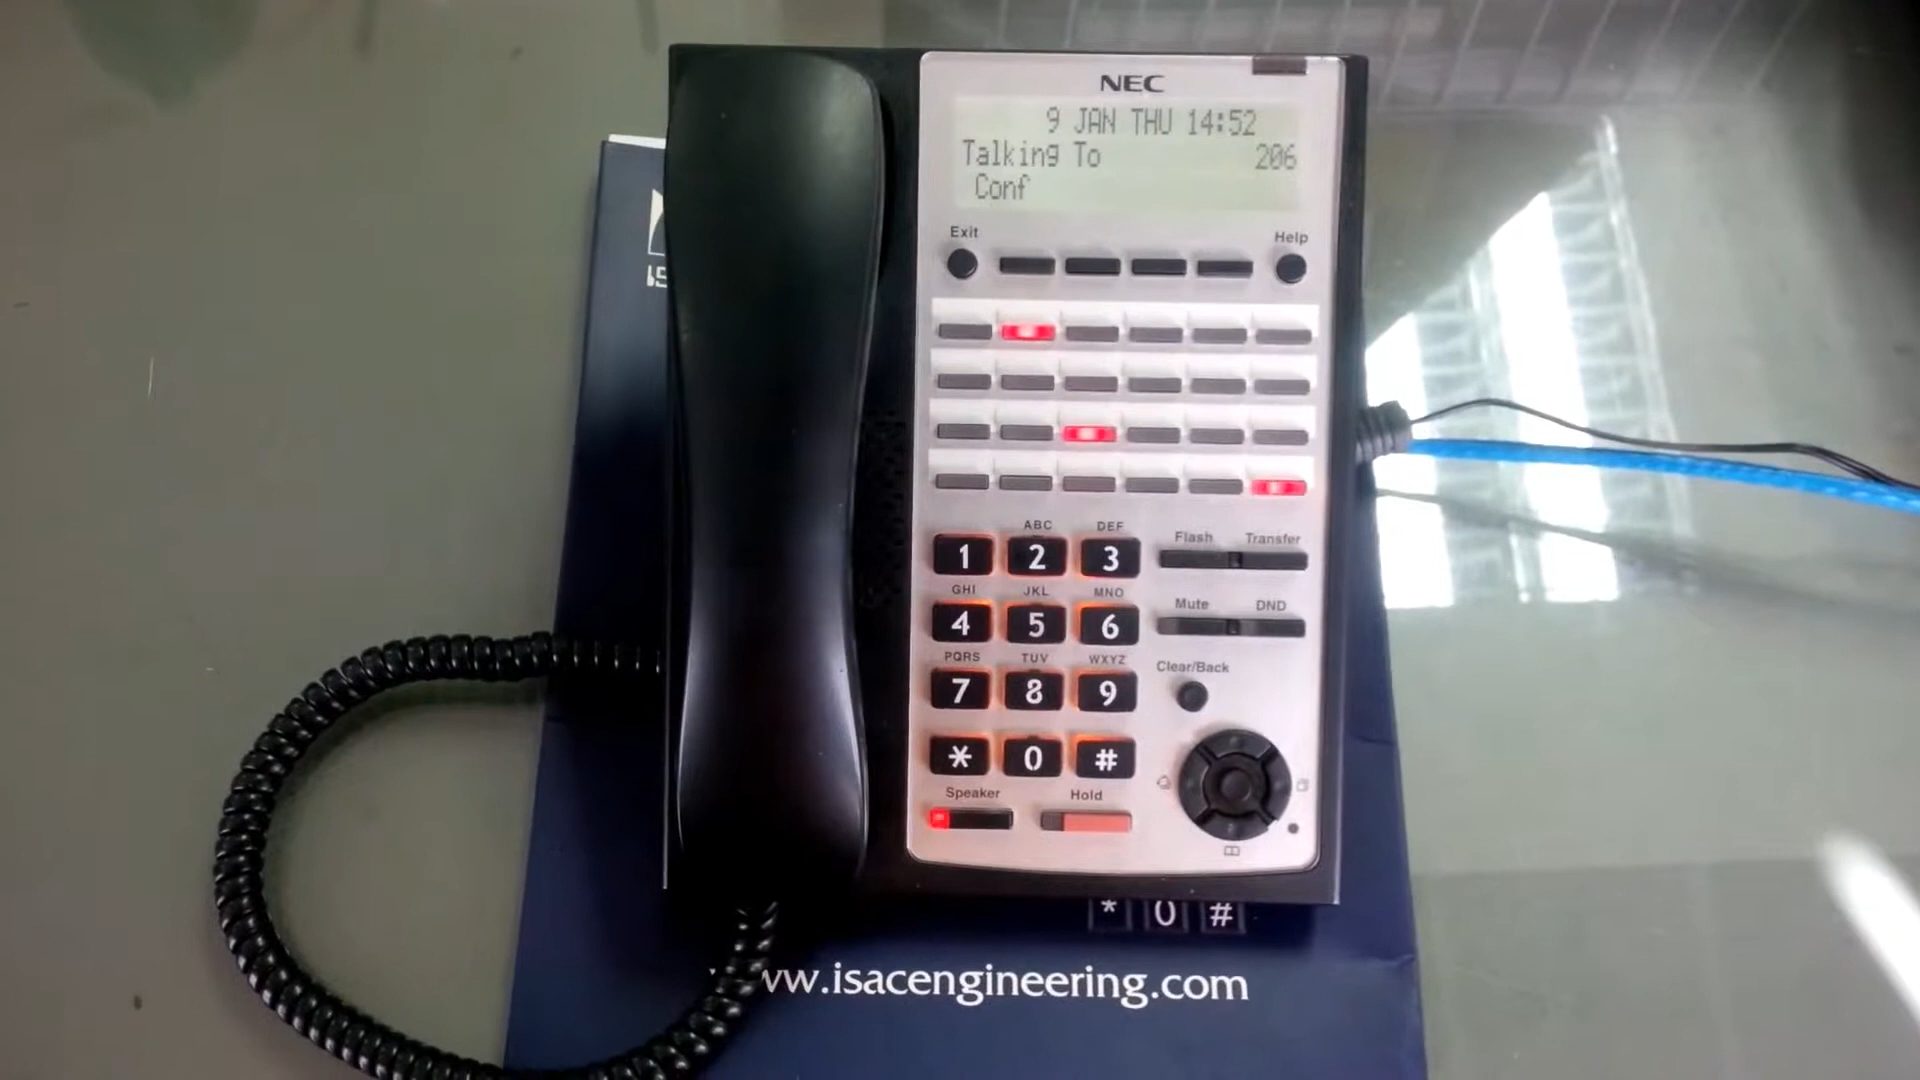 NEC
9 JAN THU 14:52
Talking To 206
Conf
Exit Help
ABC DEF
1 2 3
Flash Transfer
GHI JKL MNO
4 5 6
Mute DND
PQRS TUV WXYZ
7 8 9
Clear/Back
* 0 #
Speaker Hold
* 0 #
www.isacengineering.com